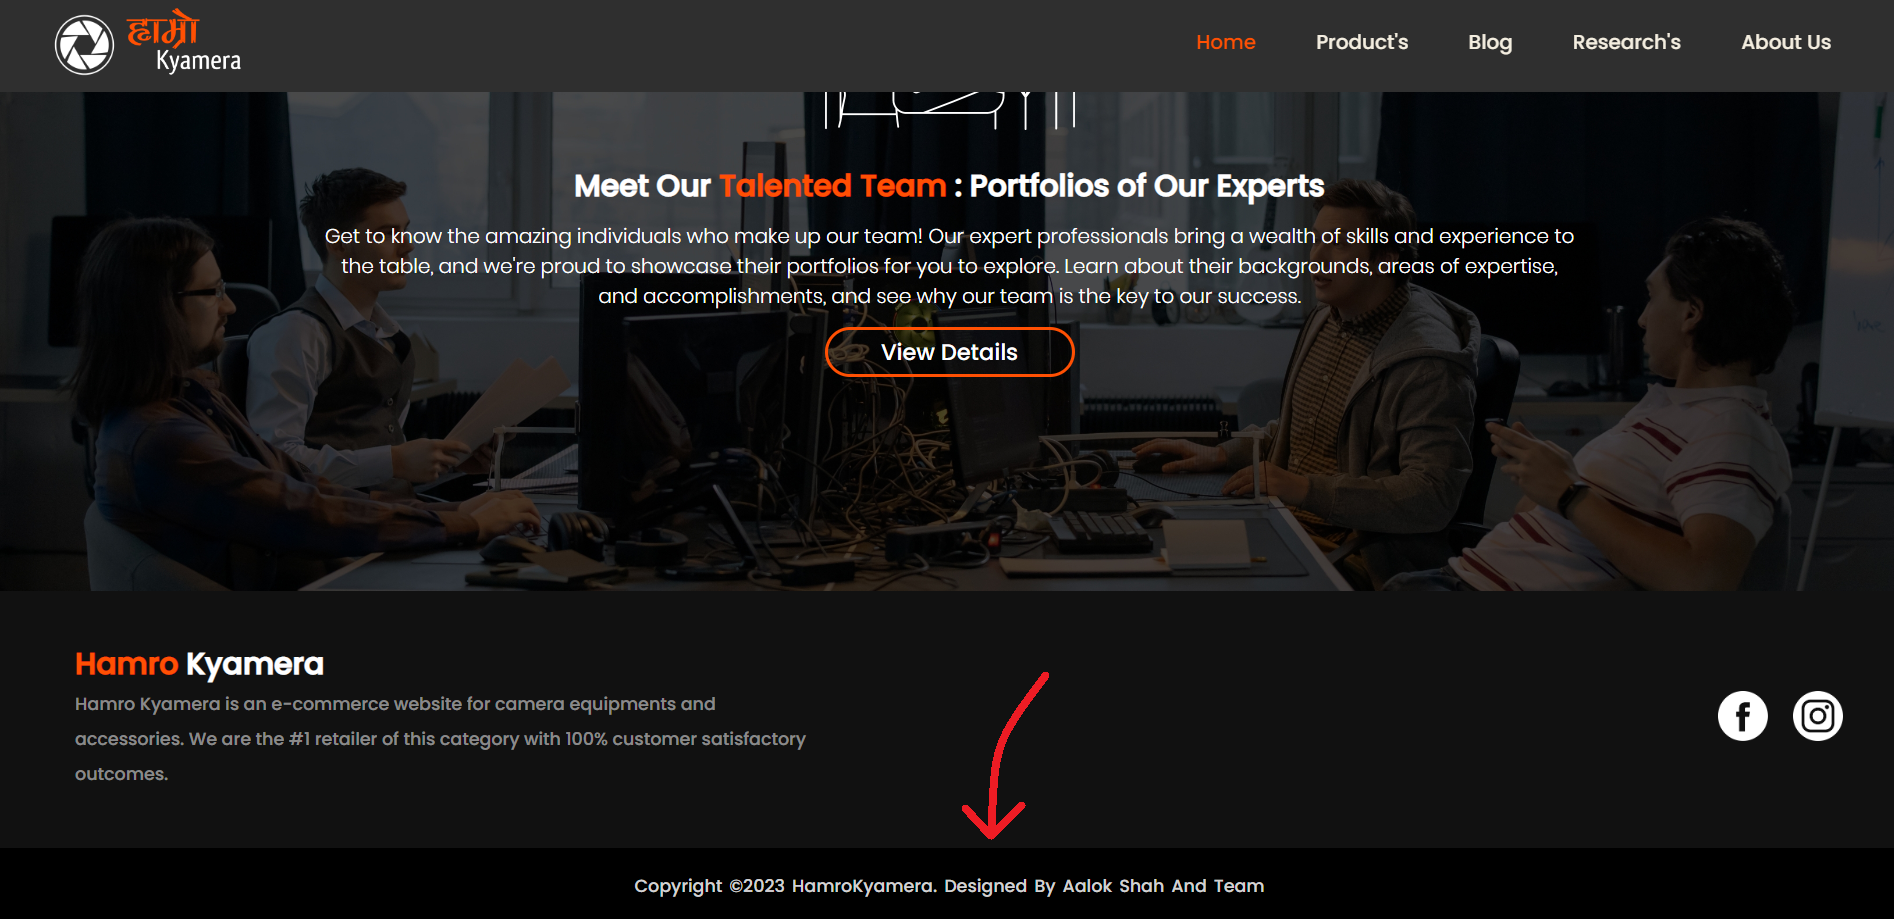 हाम्रो
Kyamera
Home Product's Blog Research's About Us
Meet Our Talented Team : Portfolios of Our Experts
Get to know the amazing individuals who make up our team! Our expert professionals bring a wealth of skills and experience to
the table, and we're proud to showcase their portfolios for you to explore. Learn about their backgrounds, areas of expertise,
and accomplishments, and see why our team is the key to our success.
View Details
Hamro Kyamera
Hamro Kyamera is an e-commerce website for camera equipments and
accessories. We are the #1 retailer of this category with 100% customer satisfactory
outcomes.
Copyright ©2023 HamroKyamera. Designed By Aalok Shah And Team